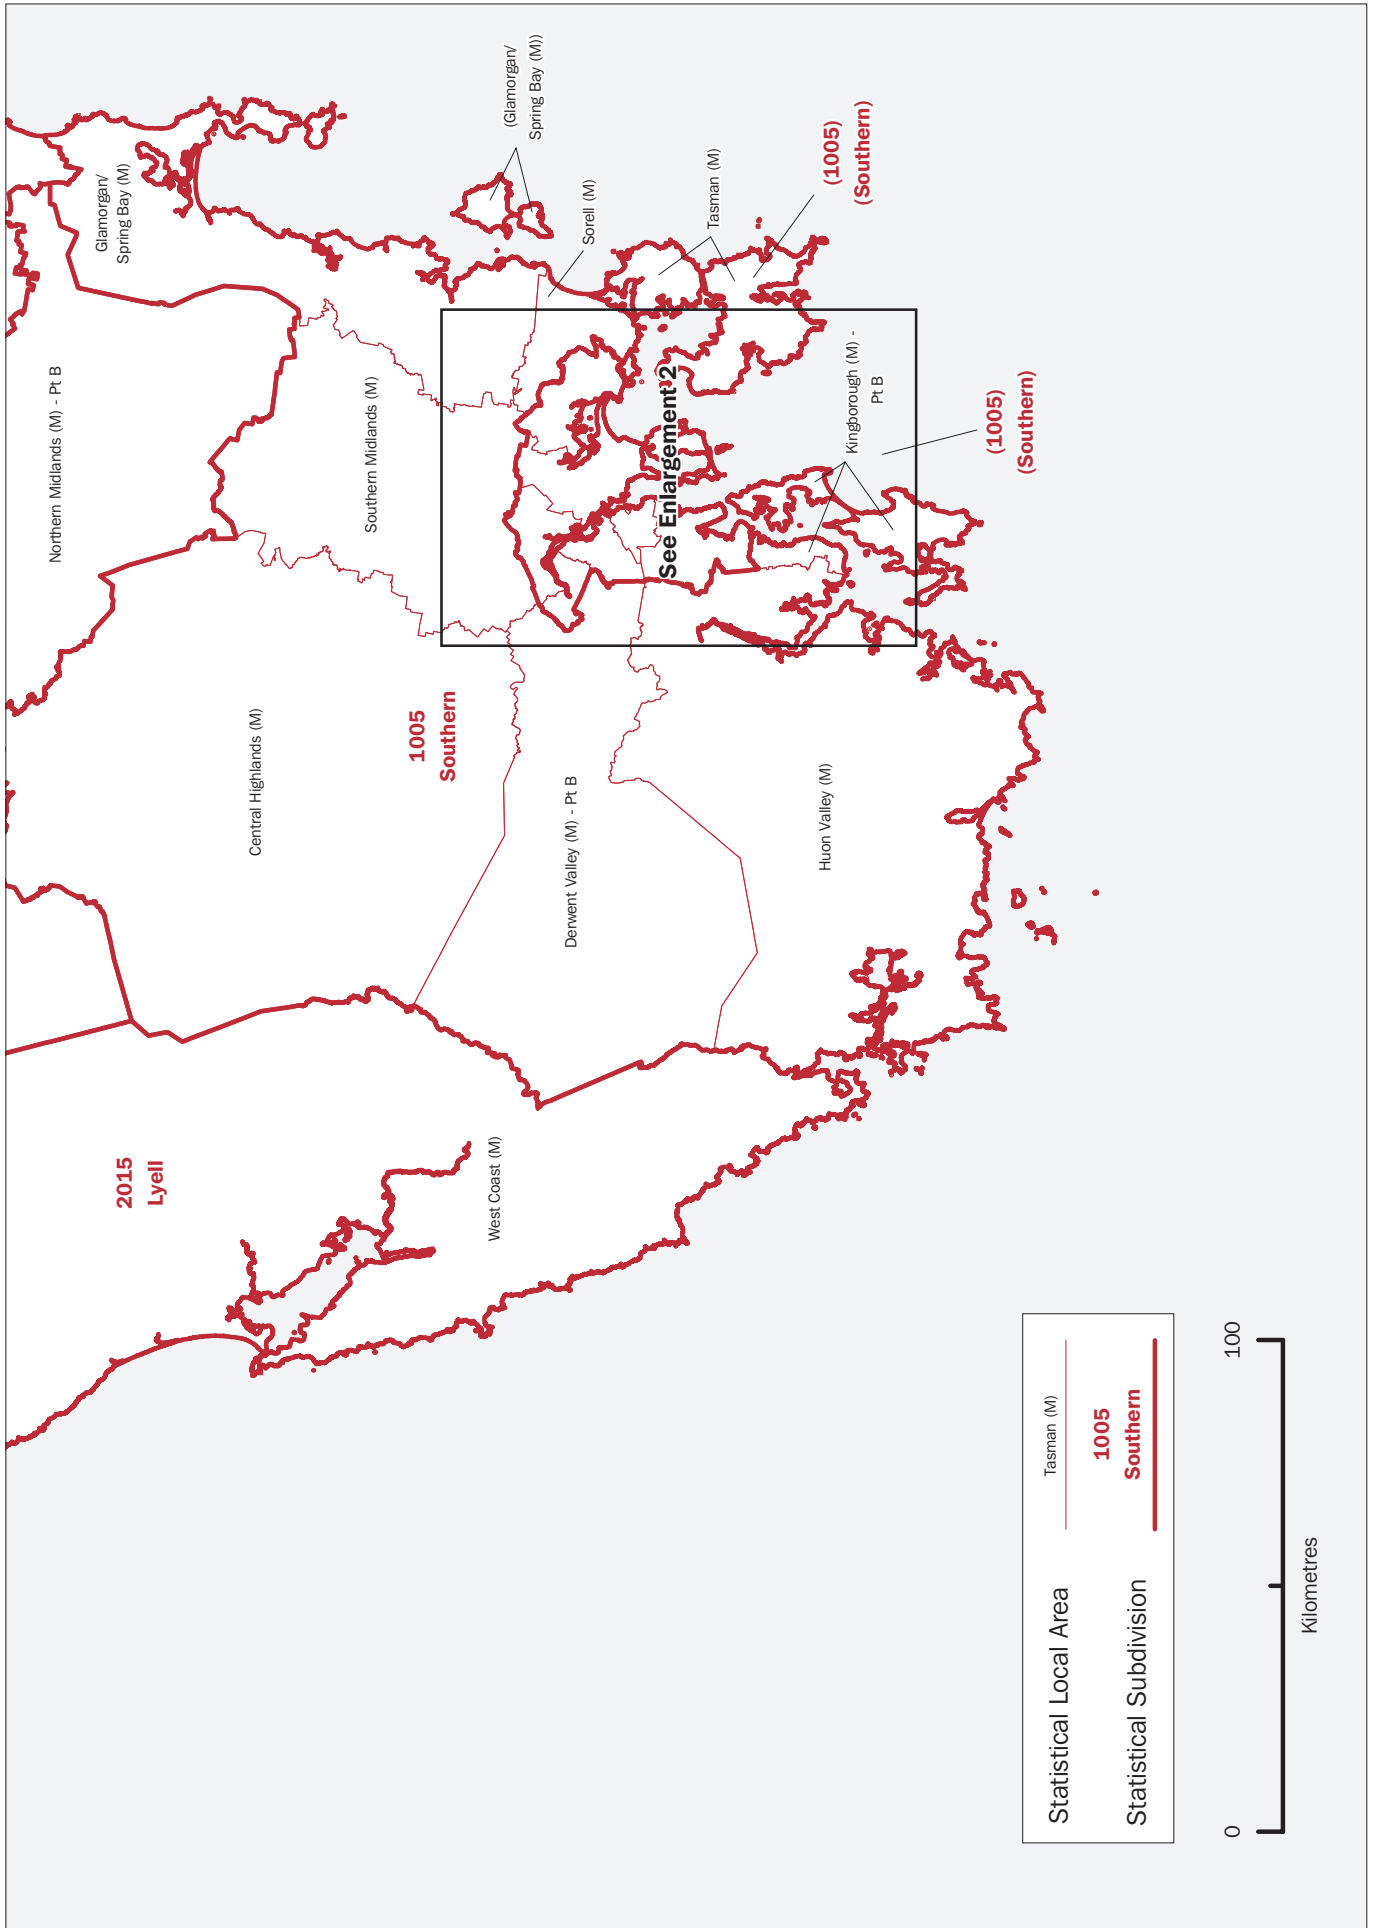 Northern Midlands (M) - Pt B
Glamorgan/
Spring Bay (M)
(Glamorgan/
Spring Bay (M))
2015
Lyell
Central Highlands (M)
Southern Midlands (M)
1005
Southern
West Coast (M)
Derwent Valley (M) - Pt B
Sorell (M)
See Enlargement 2
Tasman (M)
(1005)
(Southern)
Huon Valley (M)
Kingborough (M) -
Pt B
(1005)
(Southern)
Statistical Local Area
Tasman (M)
Statistical Subdivision
1005
Southern
0
100
Kilometres